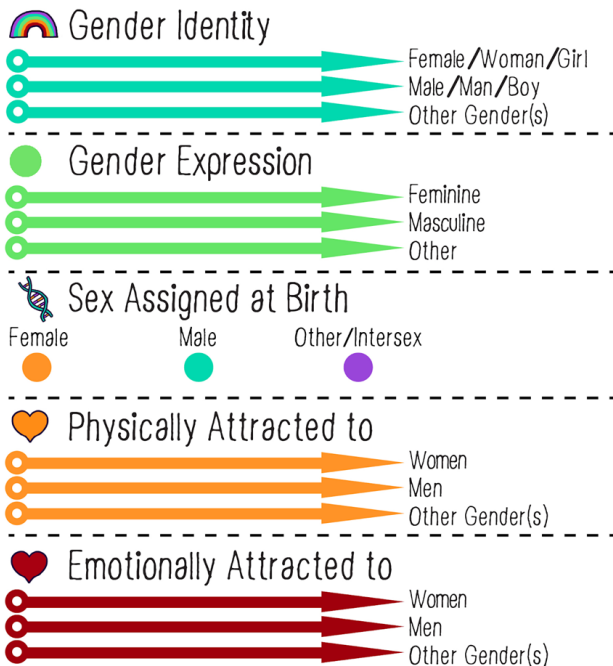 Gender Identity
Female/Woman/Girl
Male/Man/Boy
Other Gender(s)
Gender Expression
Feminine
Masculine
Other
Sex Assigned at Birth
Female Male Other/Intersex
Physically Attracted to
Women
Men
Other Gender(s)
Emotionally Attracted to
Women
Men
Other Gender(s)